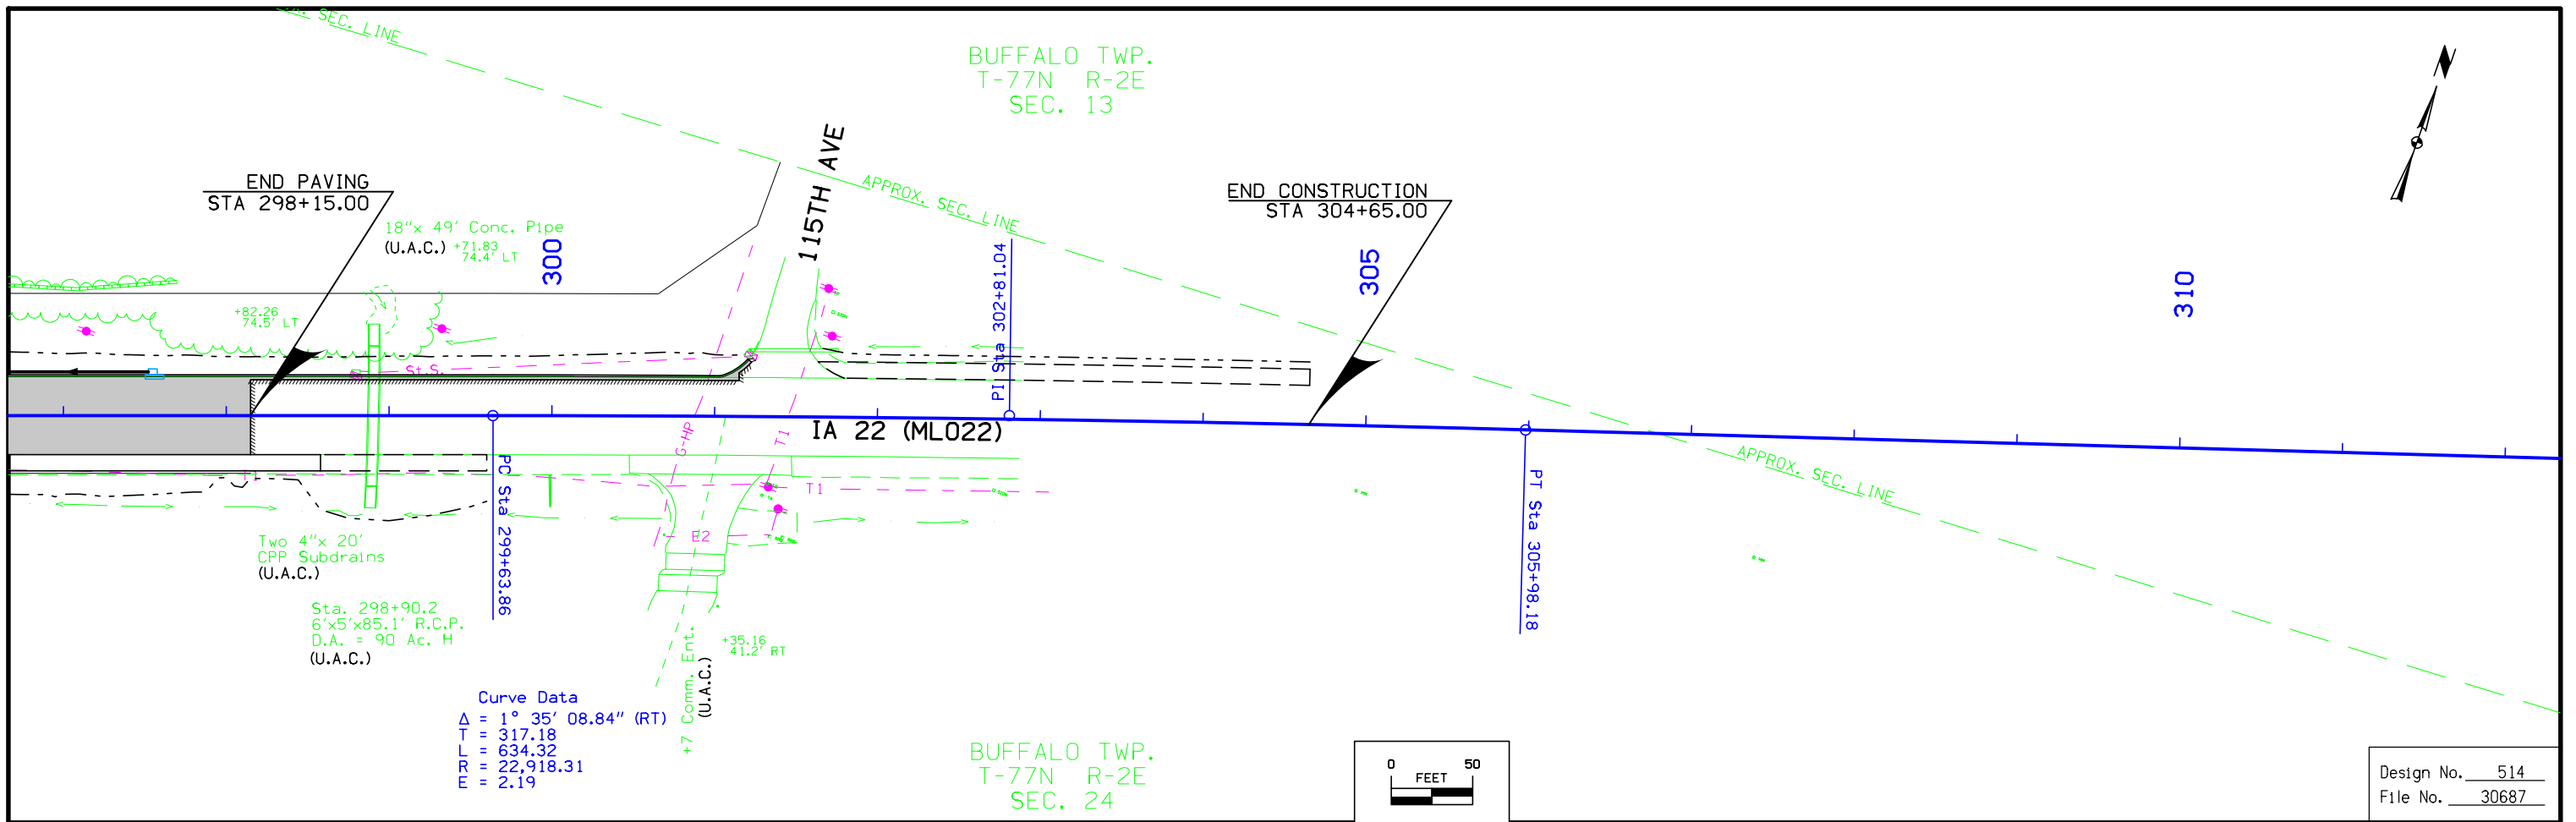 SEC. LINE
BUFFALO TWP.
T-77N R-2E
SEC. 13
115TH AVE
APPROX. SEC. LINE
END PAVING
STA 298+15.00
END CONSTRUCTION
STA 304+65.00
18"x 49' Conc. Pipe
(U.A.C.) +71.83
74.4' LT
300
305
310
PI Sta 302+81.04
+82.26
74.5' LT
St.S.
G-HP
T1
IA 22 (ML022)
APPROX. SEC. LINE
T1
E2
PC Sta 299+63.86
PT Sta 305+98.18
Two 4"x 20'
CPP Subdrains
(U.A.C.)
Sta. 298+90.2
6'x5'x85.1' R.C.P.
D.A. = 90 Ac. H
(U.A.C.)
+7 Comm. Ent.
(U.A.C.)
+35.16
41.2' RT
Curve Data
Δ = 1° 35' 08.84" (RT)
T = 317.18
L = 634.32
R = 22,918.31
E = 2.19
BUFFALO TWP.
T-77N R-2E
SEC. 24
0 50
FEET
Design No. 514
File No. 30687